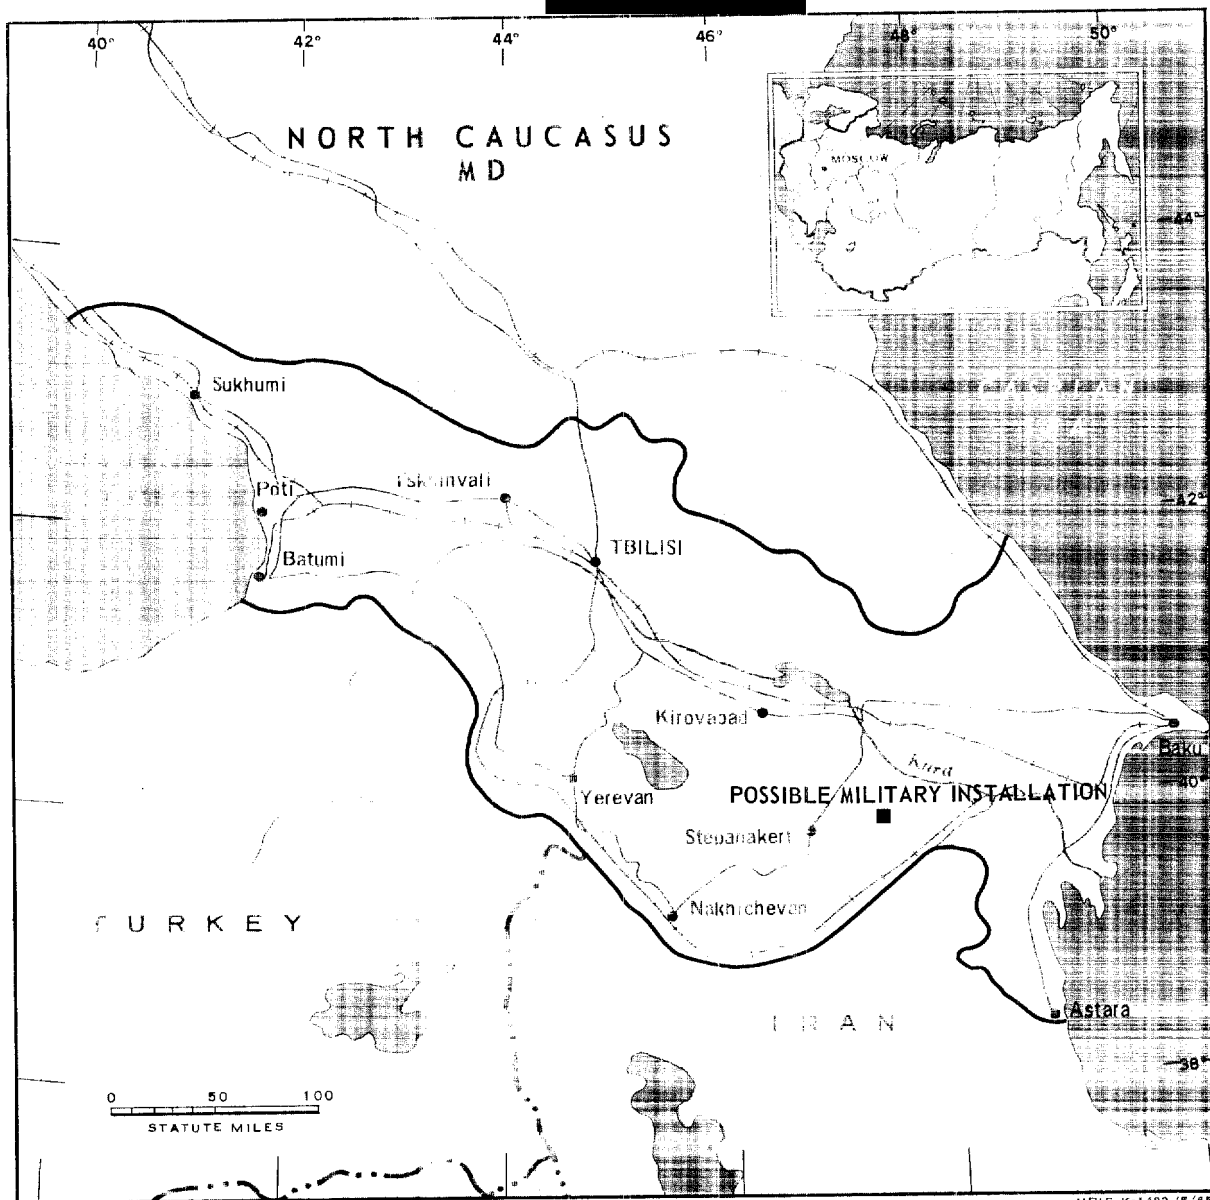 40° 42° 44° 46° 48° 50°
NORTH CAUCASUS
MD
MOSCOW
44°
Sukhumi
Poti
42°
Batumi
TBILISI
Kirovabad
Baku
Kura
40°
Yerevan
POSSIBLE MILITARY INSTALLATION
Stepanakert
Nakhichevan
TURKEY
Astara
IRAN
38°
0 50 100
STATUTE MILES